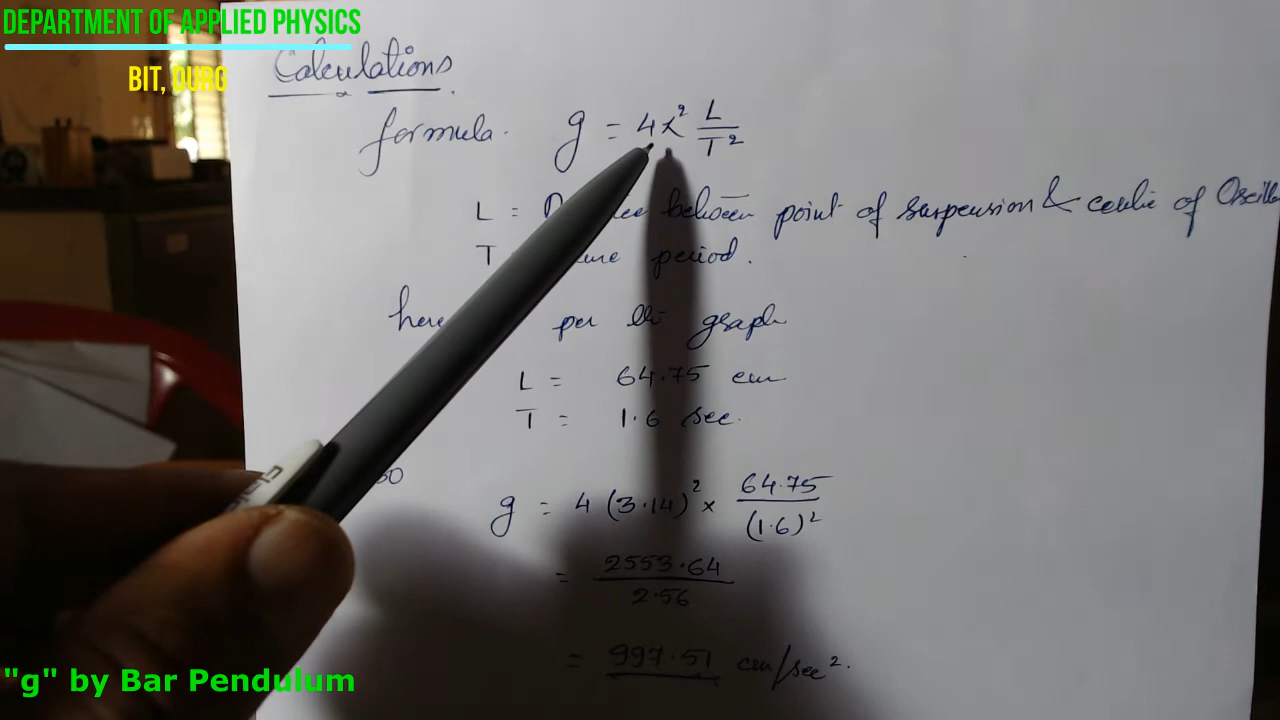 DEPARTMENT OF APPLIED PHYSICS
BIT, DURG
Calculations.
formula. g = 4π² L/T²
L = between point of suspension & centre of
T period.
here per the graph
L = 64.75 cm
T = 1.6 sec.
g = 4 (3.14)² × 64.75/(1.6)²
= 2553.64/2.56
= 997.51 cm/sec².
"g" by Bar Pendulum